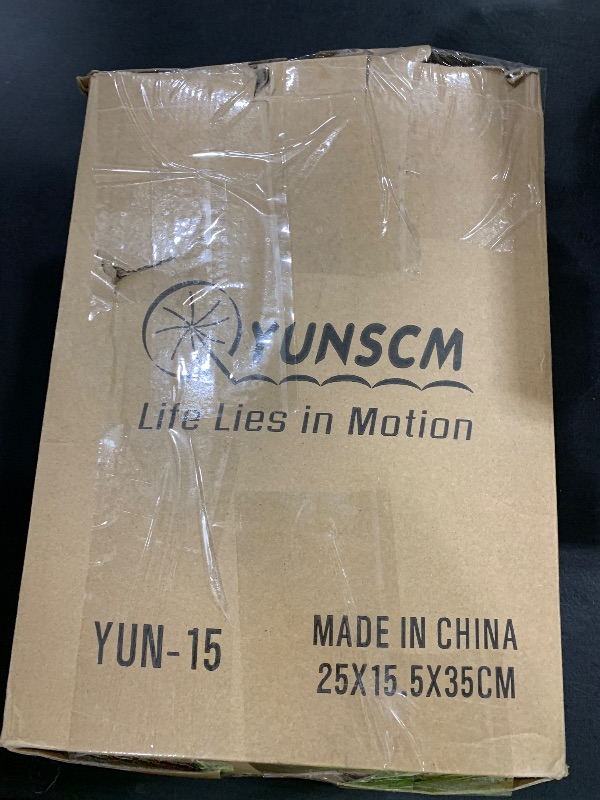 YUNSCM
Life Lies in Motion
YUN-15
MADE IN CHINA
25X15.5X35CM